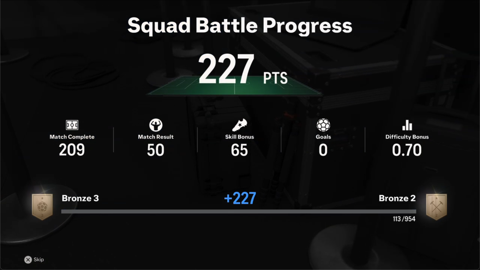 Squad Battle Progress
227 PTS
Match Complete
209
Match Result
50
Skill Bonus
65
Goals
0
Difficulty Bonus
0.70
Bronze 3
+227
Bronze 2
113 /954
Skip